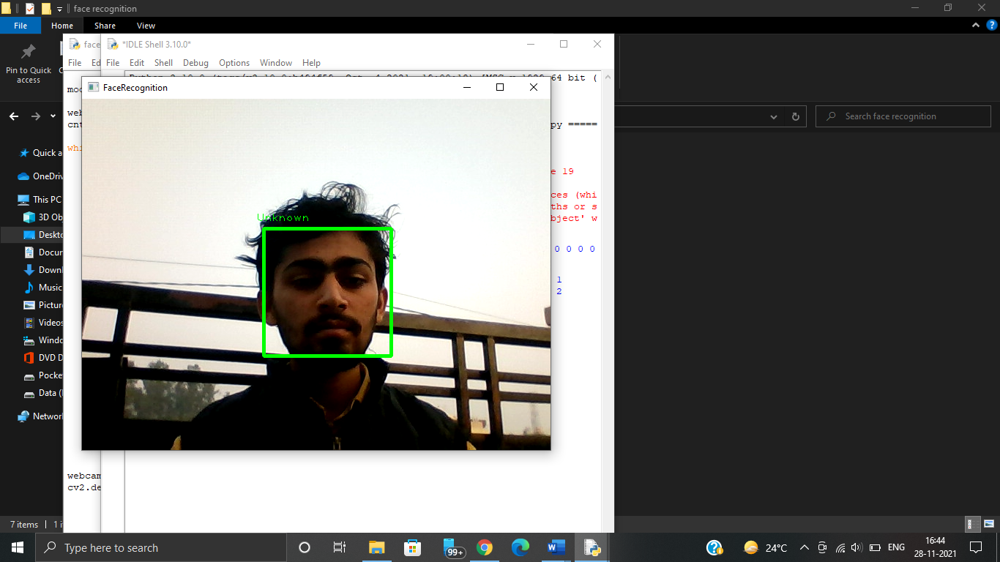 face recognition
File
Home
Share
View
Pin to Quick
access
face
*IDLE Shell 3.10.0*
File
Ed
File
Edit
Shell
Debug
Options
Window
Help
64 bit (
FaceRecognition
mod
web
cnt
py =====
whi
e 19
ces (whi
ths or s
bject' w
0 0 0 0
1
2
Unknown
Search face recognition
Quick a
OneDriv
This PC
3D Obj
Deskto
Docum
Downl
Music
Picture
Videos
Windo
DVD D
Pocke
Data (
Networ
webcam
cv2.de
7 items
1 i
Type here to search
99+
24°C
ENG
16:44
28-11-2021